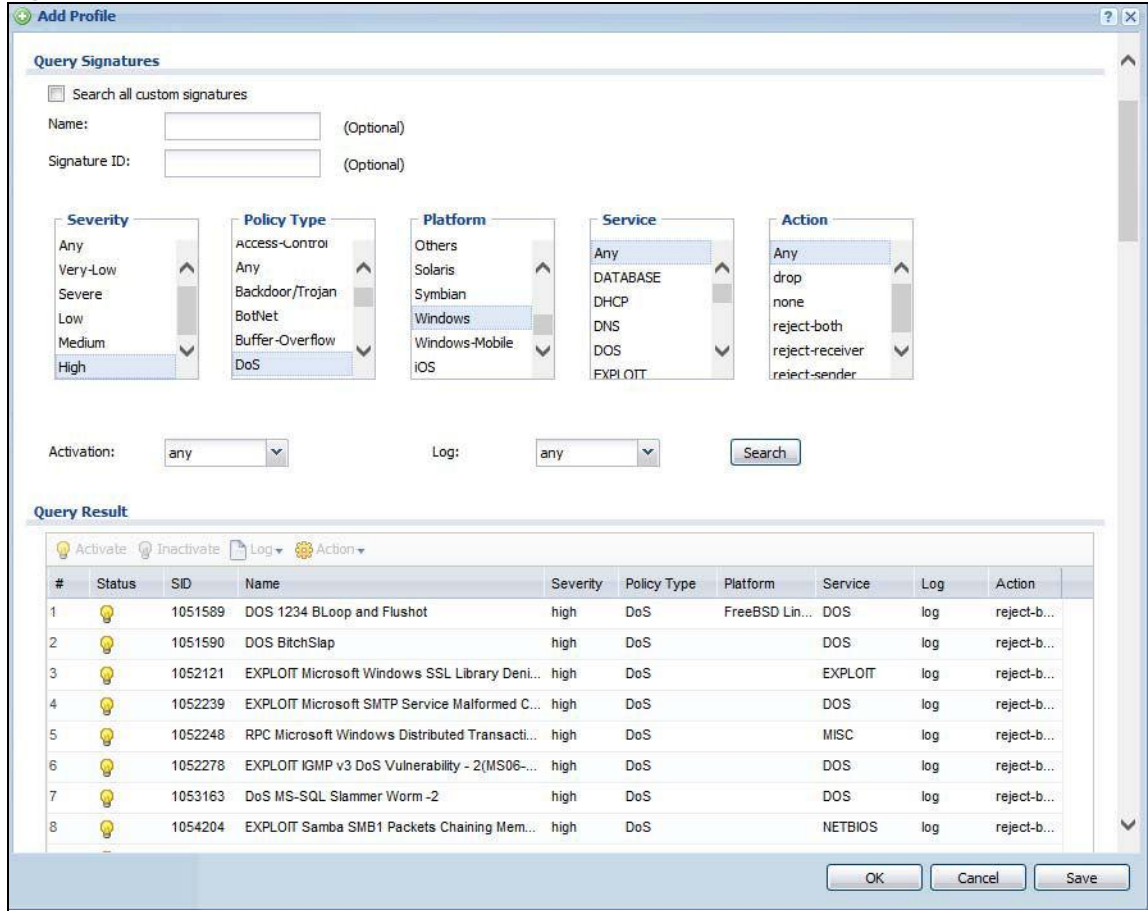 Add Profile
Query Signatures
Search all custom signatures
Name: (Optional)
Signature ID: (Optional)
Severity
Any
Very-Low
Severe
Low
Medium
High
Policy Type
Access-Control
Any
Backdoor/Trojan
BotNet
Buffer-Overflow
DoS
Platform
Others
Solaris
Symbian
Windows
Windows-Mobile
iOS
Service
Any
DATABASE
DHCP
DNS
DOS
EXPLOIT
Action
Any
drop
none
reject-both
reject-receiver
reject-sender
Activation: any Log: any Search
Query Result
Activate Inactivate Log Action
# Status SID Name Severity Policy Type Platform Service Log Action
1 1051589 DOS 1234 BLoop and Flushot high DoS FreeBSD Lin... DOS log reject-b...
2 1051590 DOS BitchSlap high DoS DOS log reject-b...
3 1052121 EXPLOIT Microsoft Windows SSL Library Deni... high DoS EXPLOIT log reject-b...
4 1052239 EXPLOIT Microsoft SMTP Service Malformed C... high DoS DOS log reject-b...
5 1052248 RPC Microsoft Windows Distributed Transacti... high DoS MISC log reject-b...
6 1052278 EXPLOIT IGMP v3 DoS Vulnerability - 2(MS06-... high DoS DOS log reject-b...
7 1053163 DoS MS-SQL Slammer Worm -2 high DoS DOS log reject-b...
8 1054204 EXPLOIT Samba SMB1 Packets Chaining Mem... high DoS NETBIOS log reject-b...
OK Cancel Save